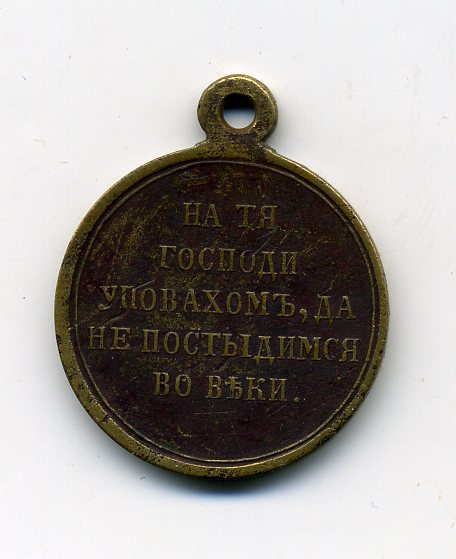 НА ТЯ
ГОСПОДИ
УПОВАХОМЪ, ДА
НЕ ПОСТЫДИМСЯ
ВО ВѢКИ.